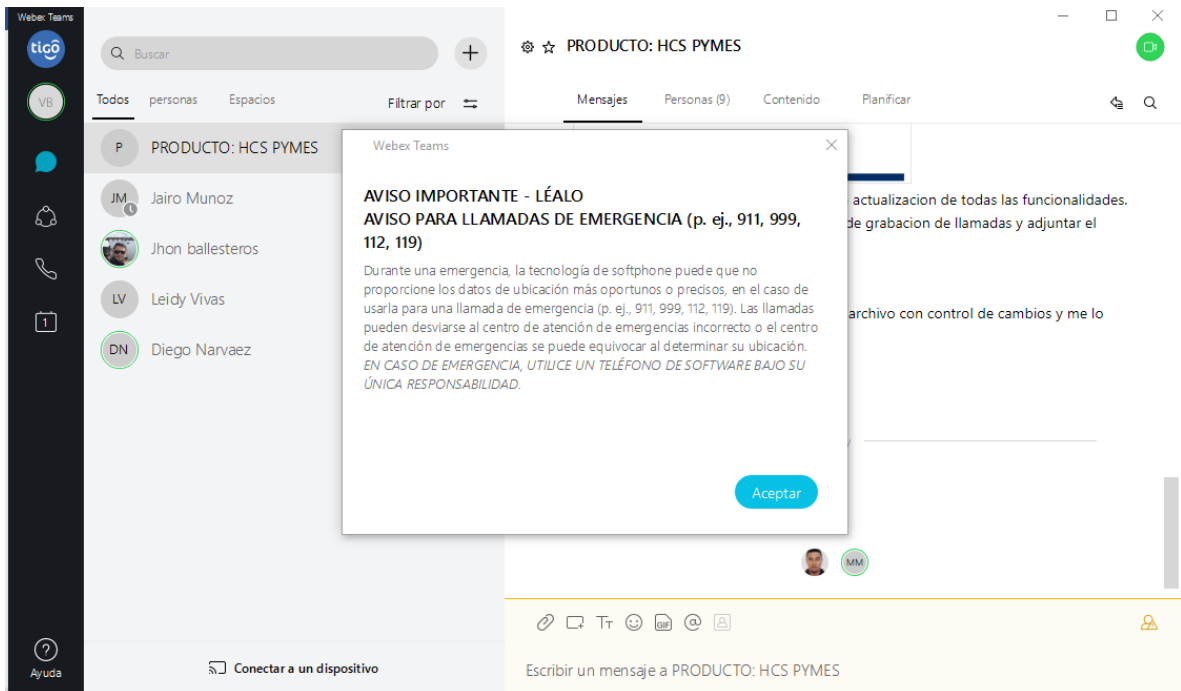 Webex Teams
tigô
Buscar
PRODUCTO: HCS PYMES
VB
Todos personas Espacios Filtrar por
Mensajes Personas (9) Contenido Planificar
P PRODUCTO: HCS PYMES
JM Jairo Munoz
Jhon ballesteros
LV Leidy Vivas
1
DN Diego Narvaez
Webex Teams
AVISO IMPORTANTE - LÉALO
AVISO PARA LLAMADAS DE EMERGENCIA (p. ej., 911, 999,
112, 119)
Durante una emergencia, la tecnología de softphone puede que no
proporcione los datos de ubicación más oportunos o precisos, en el caso de
usarla para una llamada de emergencia (p. ej., 911, 999, 112, 119). Las llamadas
pueden desviarse al centro de atención de emergencias incorrecto o el centro
de atención de emergencias se puede equivocar al determinar su ubicación.
EN CASO DE EMERGENCIA, UTILICE UN TELÉFONO DE SOFTWARE BAJO SU
ÚNICA RESPONSABILIDAD.
Aceptar
actualizacion de todas las funcionalidades.
de grabacion de llamadas y adjuntar el
archivo con control de cambios y me lo
MM
GIF
Escribir un mensaje a PRODUCTO: HCS PYMES
Ayuda
Conectar a un dispositivo